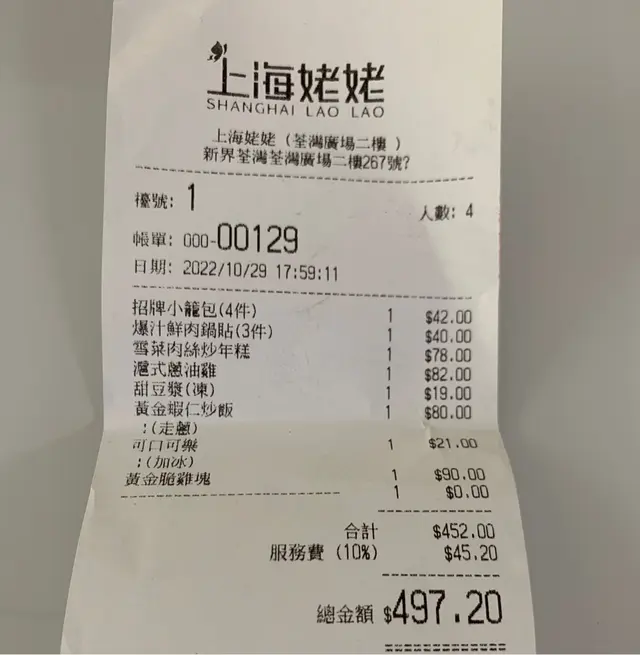 上海姥姥
SHANGHAI LAO LAO
上海姥姥（荃灣廣場二樓）
新界荃灣荃灣廣場二樓267號?
檯號: 1 人數: 4
帳單: 000-00129
日期: 2022/10/29 17:59:11
招牌小籠包(4件) 1 $42.00
爆汁鮮肉鍋貼(3件) 1 $40.00
雪菜肉絲炒年糕 1 $78.00
滬式蔥油雞 1 $82.00
甜豆漿(凍) 1 $19.00
黃金蝦仁炒飯 1 $80.00
:(走蔥)
可口可樂 1 $21.00
:(加冰)
黃金脆雞塊 1 $90.00
1 $0.00
合計 $452.00
服務費 (10%) $45.20
總金額 $497.20